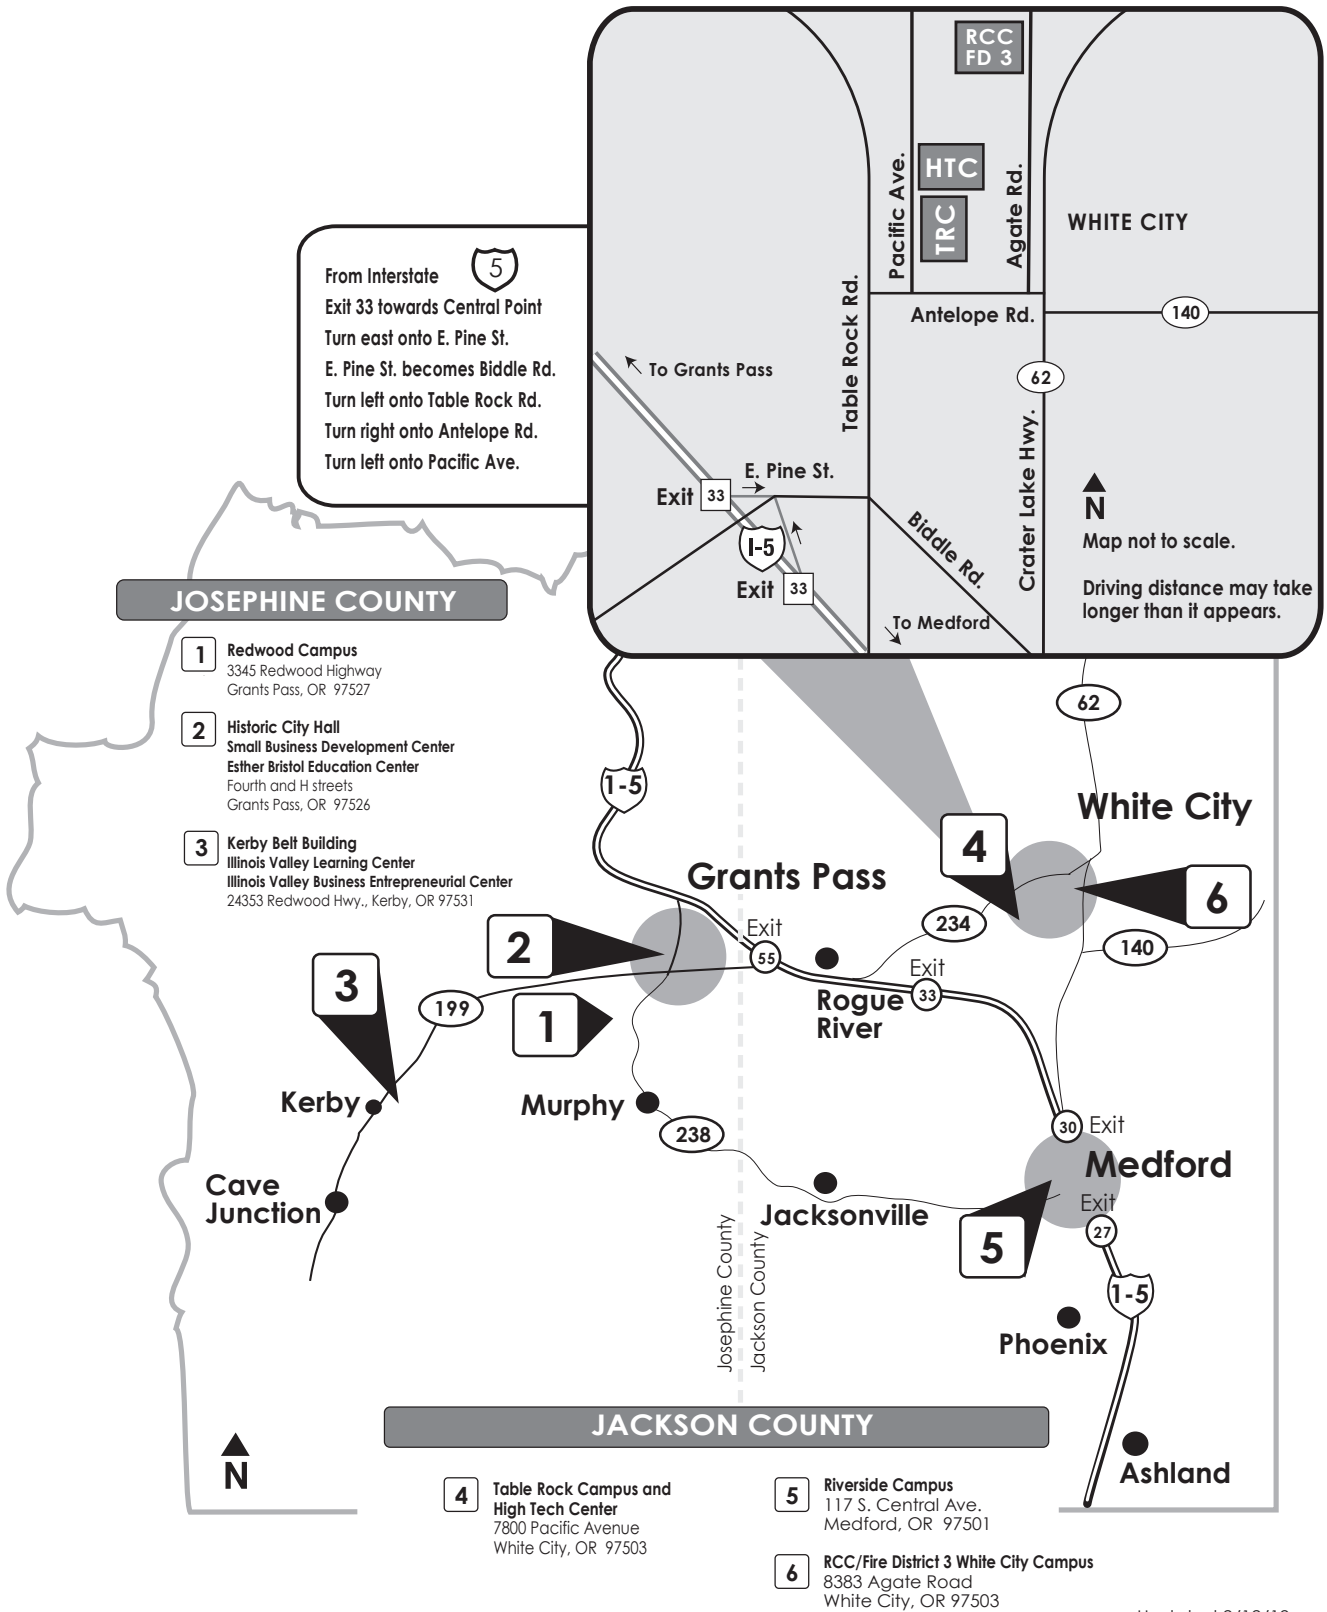 RCC
FD 3
HTC
TRC
Pacific Ave.
Agate Rd.
WHITE CITY
Table Rock Rd.
Antelope Rd.
140
62
Crater Lake Hwy.
To Grants Pass
E. Pine St.
Exit 33
I-5
Exit 33
Biddle Rd.
To Medford
N
Map not to scale.
Driving distance may take
longer than it appears.
From Interstate 5
Exit 33 towards Central Point
Turn east onto E. Pine St.
E. Pine St. becomes Biddle Rd.
Turn left onto Table Rock Rd.
Turn right onto Antelope Rd.
Turn left onto Pacific Ave.
JOSEPHINE COUNTY
1 Redwood Campus
3345 Redwood Highway
Grants Pass, OR 97527
2 Historic City Hall
Small Business Development Center
Esther Bristol Education Center
Fourth and H streets
Grants Pass, OR 97526
3 Kerby Belt Building
Illinois Valley Learning Center
Illinois Valley Business Entrepreneurial Center
24353 Redwood Hwy., Kerby, OR 97531
62
1-5
White City
4
Grants Pass
6
234
2
Exit
55
140
3
Exit
33
199
Rogue
River
1
Kerby
Murphy
238
30 Exit
Medford
Cave
Junction
Exit
27
Jacksonville
5
Josephine County
Jackson County
1-5
Phoenix
JACKSON COUNTY
N
Ashland
4 Table Rock Campus and
High Tech Center
7800 Pacific Avenue
White City, OR 97503
5 Riverside Campus
117 S. Central Ave.
Medford, OR 97501
6 RCC/Fire District 3 White City Campus
8383 Agate Road
White City, OR 97503